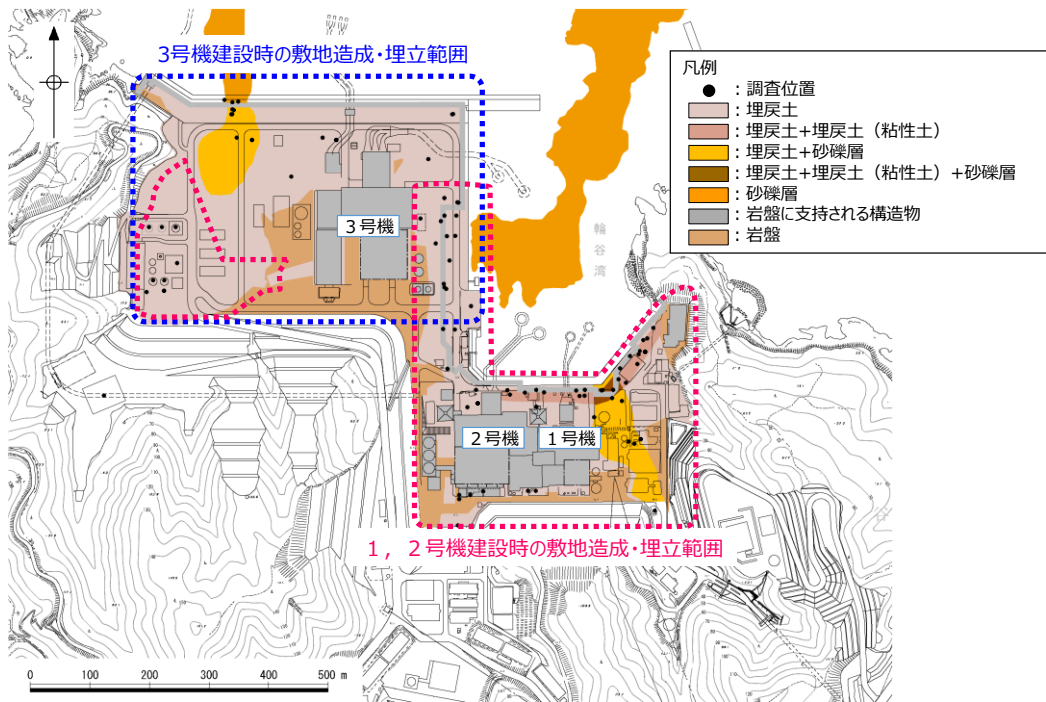 3号機建設時の敷地造成・埋立範囲
凡例
：調査位置
：埋戻土
：埋戻土+埋戻土（粘性土）
：埋戻土+砂礫層
：埋戻土+埋戻土（粘性土）+砂礫層
：砂礫層
：岩盤に支持される構造物
：岩盤
3号機
輪谷湾
2号機
1号機
1，2号機建設時の敷地造成・埋立範囲
0 100 200 300 400 500 m